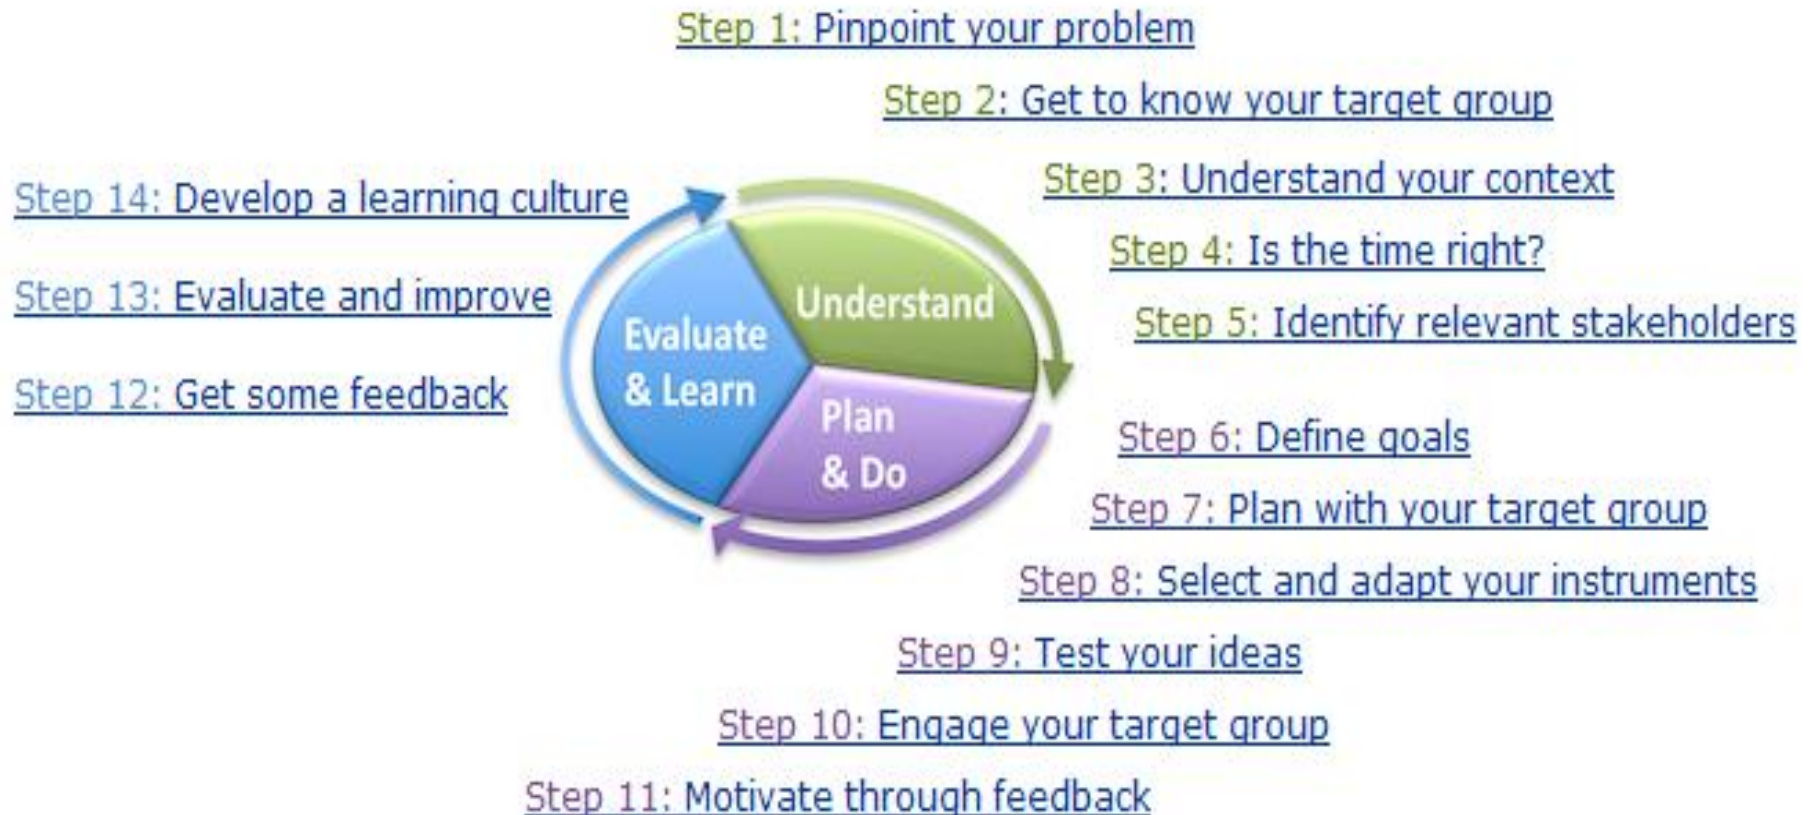 Step 1: Pinpoint your problem
Step 2: Get to know your target group
Step 3: Understand your context
Step 4: Is the time right?
Step 5: Identify relevant stakeholders
Step 6: Define goals
Step 7: Plan with your target group
Step 8: Select and adapt your instruments
Step 9: Test your ideas
Step 10: Engage your target group
Step 11: Motivate through feedback
Step 12: Get some feedback
Step 13: Evaluate and improve
Step 14: Develop a learning culture
Understand
Plan
& Do
Evaluate
& Learn